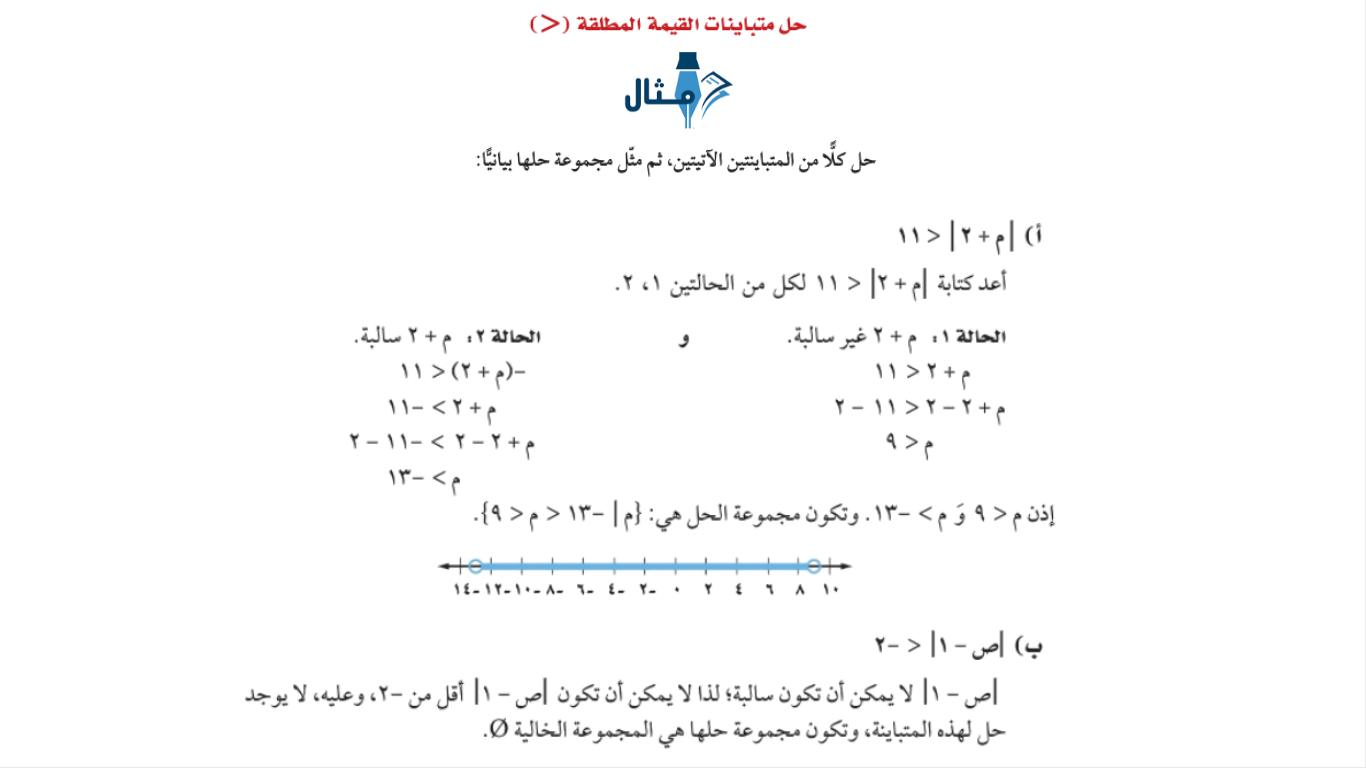 حل متباينات القيمة المطلقة (<)
مثال
حل كلًّا من المتباينتين الآتيتين، ثم مثّل مجموعة حلها بيانيًّا:
أ) |م + ٢| < ١١
أعد كتابة |م + ٢| < ١١ لكل من الحالتين ١، ٢.
الحالة ١: م + ٢ غير سالبة. و الحالة ٢: م + ٢ سالبة.
م + ٢ < ١١ –(م + ٢) < ١١
م + ٢ – ٢ < ١١ – ٢ م + ٢ > –١١
م < ٩ م + ٢ – ٢ > –١١ – ٢
م > –١٣
إذن م < ٩ وَ م > –١٣. وتكون مجموعة الحل هي: {م | –١٣ < م < ٩}.
-١٤ -١٢ -١٠ -٨ -٦ -٤ -٢ ٠ ٢ ٤ ٦ ٨ ١٠
ب) |ص – ١| < –٢
|ص – ١| لا يمكن أن تكون سالبة؛ لذا لا يمكن أن تكون |ص – ١| أقل من –٢، وعليه، لا يوجد
حل لهذه المتباينة، وتكون مجموعة حلها هي المجموعة الخالية Ø.